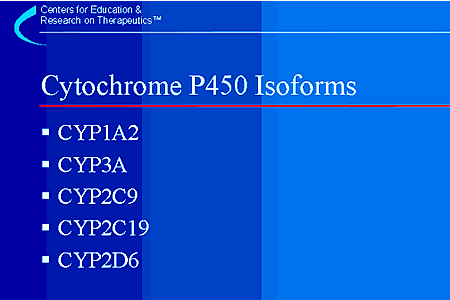 Centers for Education &
Research on Therapeutics™
Cytochrome P450 Isoforms
CYP1A2
CYP3A
CYP2C9
CYP2C19
CYP2D6